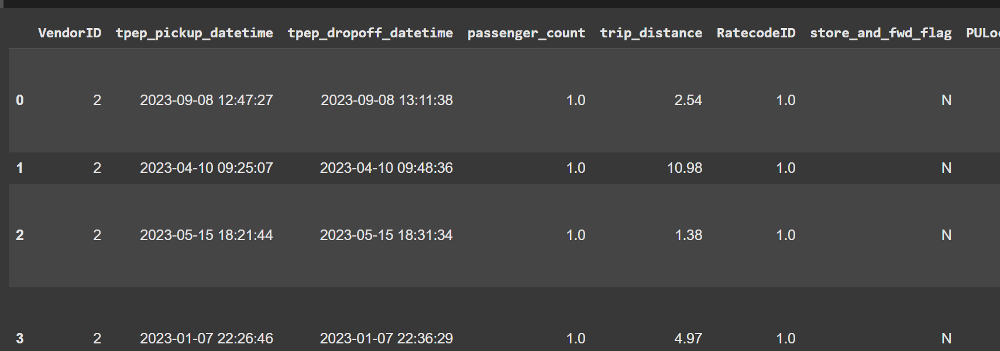 VendorID tpep_pickup_datetime tpep_dropoff_datetime passenger_count trip_distance RatecodeID store_and_fwd_flag
0 2 2023-09-08 12:47:27 2023-09-08 13:11:38 1.0 2.54 1.0 N
1 2 2023-04-10 09:25:07 2023-04-10 09:48:36 1.0 10.98 1.0 N
2 2 2023-05-15 18:21:44 2023-05-15 18:31:34 1.0 1.38 1.0 N
3 2 2023-01-07 22:26:46 2023-01-07 22:36:29 1.0 4.97 1.0 N